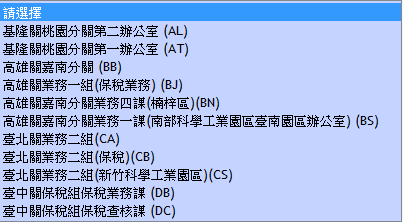 請選擇
基隆關桃園分關第二辦公室 (AL)
基隆關桃園分關第一辦公室 (AT)
高雄關嘉南分關 (BB)
高雄關業務一組(保稅業務) (BJ)
高雄關嘉南分關業務四課(楠梓區)(BN)
高雄關嘉南分關業務一課(南部科學工業園區臺南園區辦公室) (BS)
臺北關業務二組(CA)
臺北關業務二組(保稅)(CB)
臺北關業務二組(新竹科學工業園區)(CS)
臺中關保稅組保稅業務課 (DB)
臺中關保稅組保稅查核課 (DC)